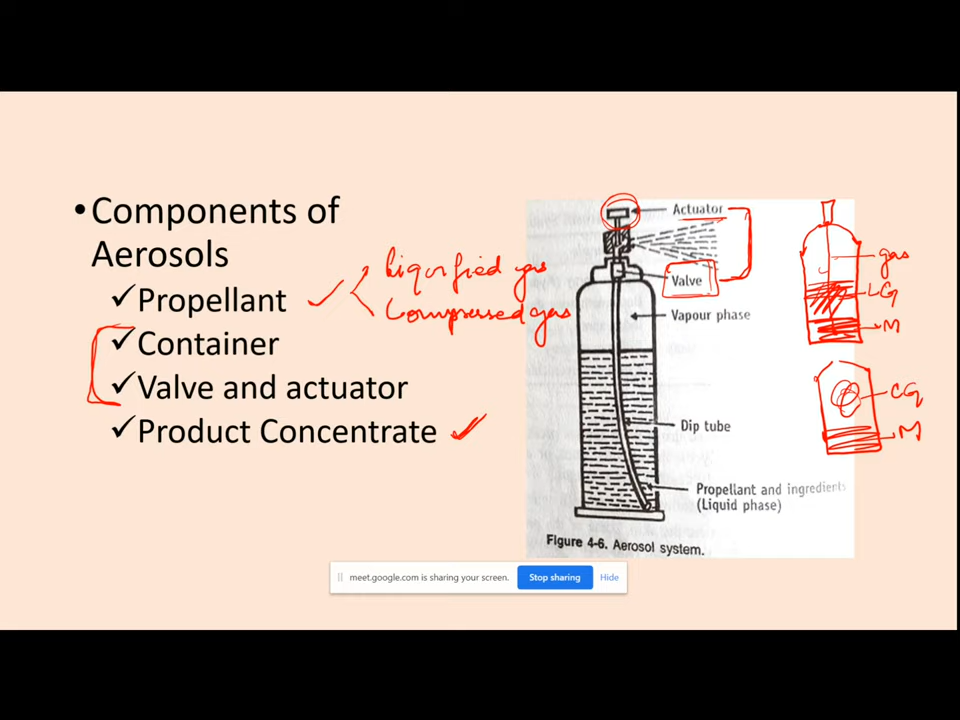 •Components of
Aerosols
✓Propellant
✓Container
✓Valve and actuator
✓Product Concentrate
Liquified gas
Compressed gas
Actuator
Valve
Vapour phase
Dip tube
Propellant and ingredients
(Liquid phase)
Figure 4-6. Aerosol system.
gas
LG
M
CG
M
meet.google.com is sharing your screen.
Stop sharing
Hide